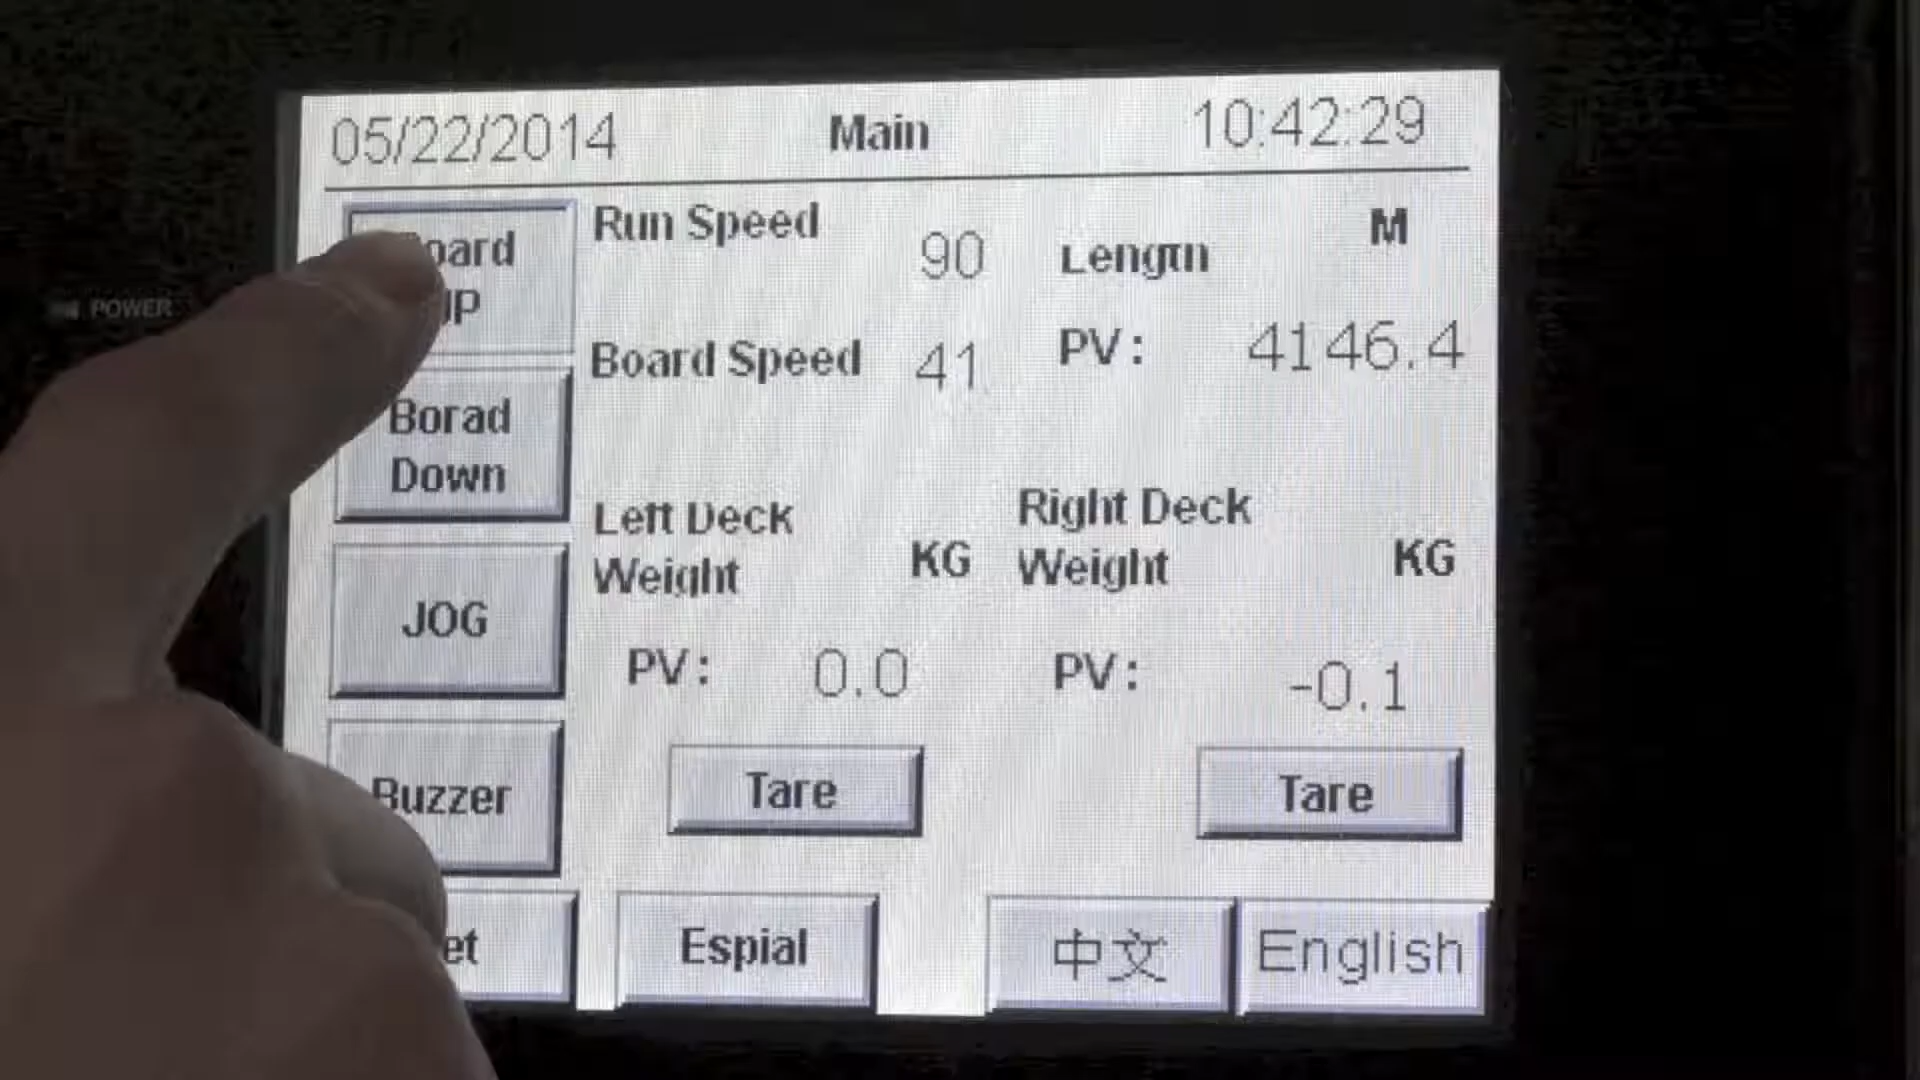 05/22/2014 Main 10:42:29
Run Speed 90 Length M
Board Speed 41 PV: 4146.4
POWER
Borad
Down
JOG
Buzzer
Left Deck
Weight KG
PV: 0.0
Tare
Right Deck
Weight KG
PV: -0.1
Tare
Espial 中文 English